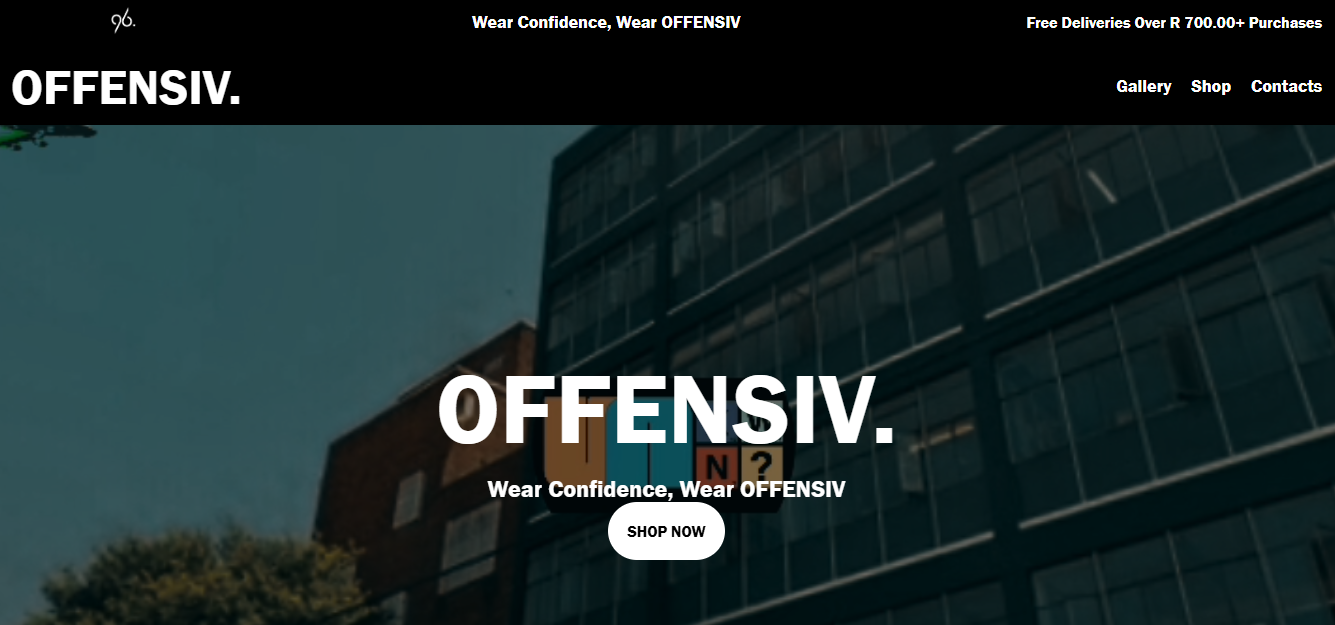 96.
Wear Confidence, Wear OFFENSIV
Free Deliveries Over R 700.00+ Purchases
OFFENSIV.
Gallery Shop Contacts
OFFENSIV.
N?
Wear Confidence, Wear OFFENSIV
SHOP NOW